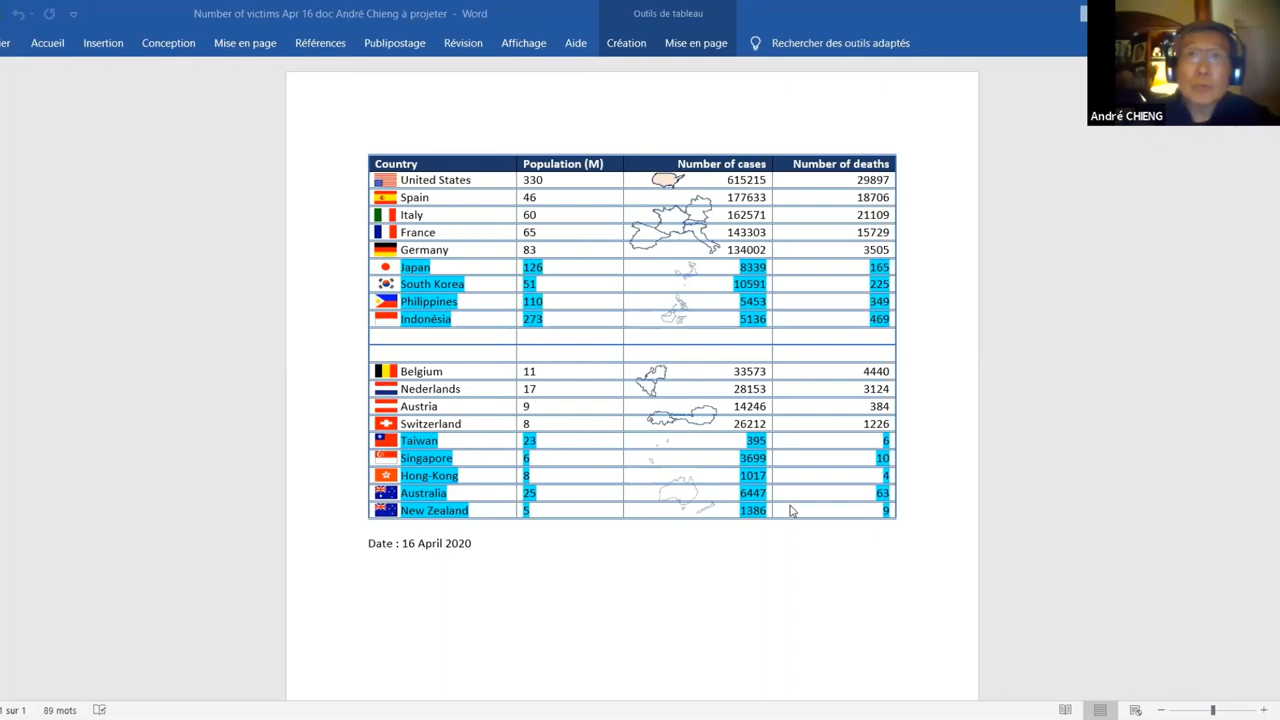 Number of victims Apr 16 doc André Chieng à projeter - Word Outils de tableau
ier Accueil Insertion Conception Mise en page Références Publipostage Révision Affichage Aide Création Mise en page Rechercher des outils adaptés
André CHIENG
Country Population (M) Number of cases Number of deaths
United States 330 615215 29897
Spain 46 177633 18706
Italy 60 162571 21109
France 65 143303 15729
Germany 83 134002 3505
Japan 126 8339 165
South Korea 51 10591 225
Philippines 110 5453 349
Indonésia 273 5136 469
Belgium 11 33573 4440
Nederlands 17 28153 3124
Austria 9 14246 384
Switzerland 8 26212 1226
Taiwan 23 395 6
Singapore 6 3699 10
Hong-Kong 8 1017 4
Australia 25 6447 63
New Zealand 5 1386 9
Date : 16 April 2020
1 sur 1 89 mots